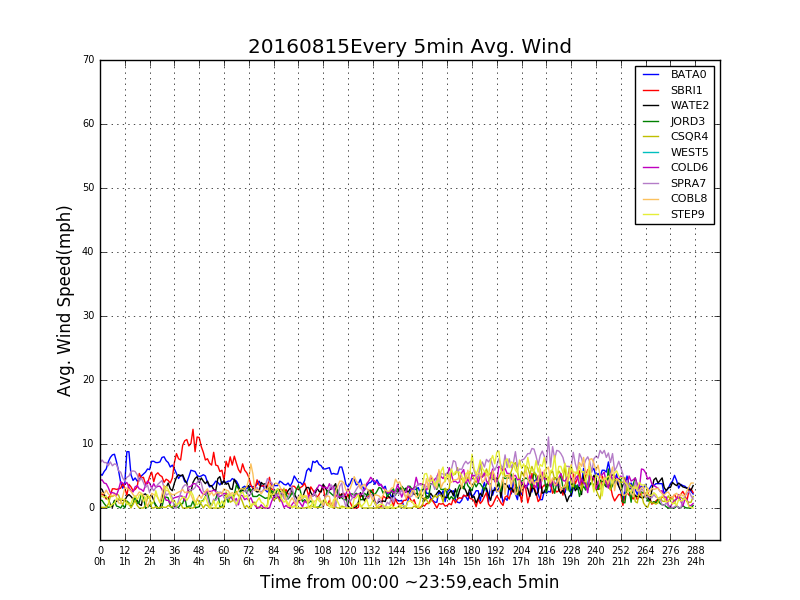 20160815Every 5min Avg. Wind
70
60
50
40
30
20
10
0
Avg. Wind Speed(mph)
BATA0
SBRI1
WATE2
JORD3
CSQR4
WEST5
COLD6
SPRA7
COBL8
STEP9
0 12 24 36 48 60 72 84 96 108 120 132 144 156 168 180 192 204 216 228 240 252 264 276 288
0h 1h 2h 3h 4h 5h 6h 7h 8h 9h 10h 11h 12h 13h 14h 15h 16h 17h 18h 19h 20h 21h 22h 23h 24h
Time from 00:00 ~23:59,each 5min